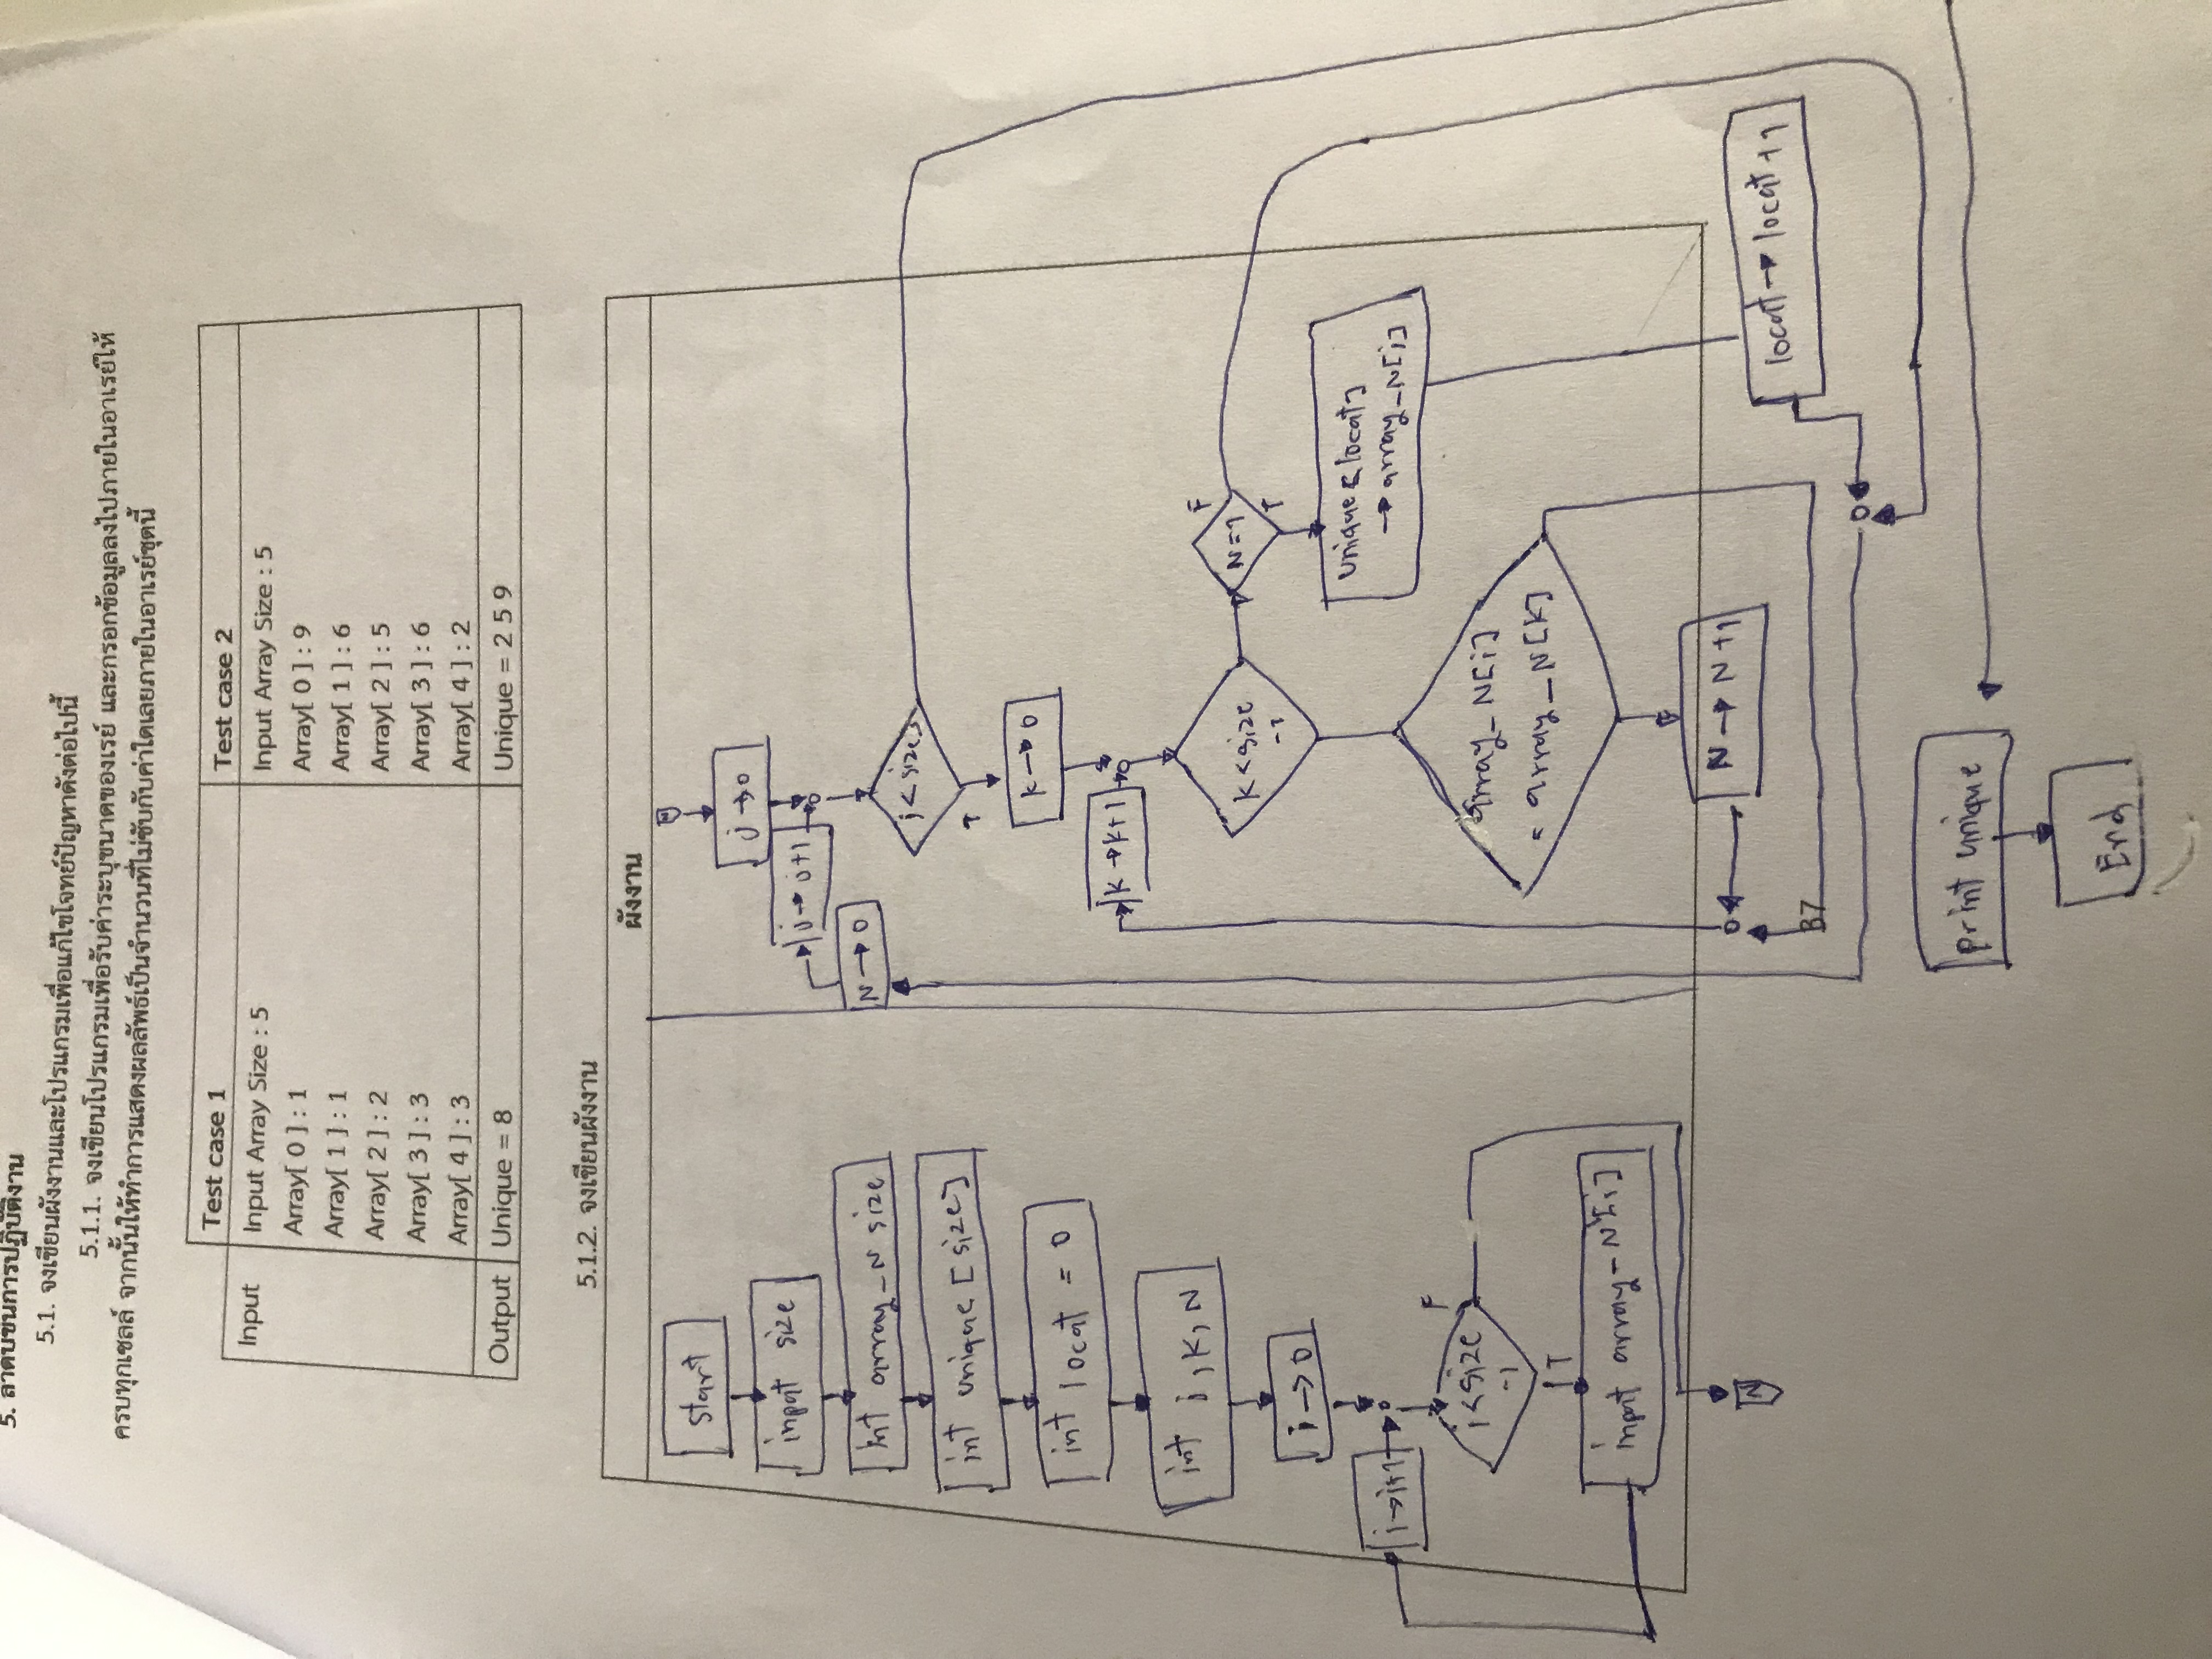 5. ลำดับขั้นการปฏิบัติงาน
5.1. จงเขียนผังงานและโปรแกรมเพื่อแก้ไขโจทย์ปัญหาดังต่อไปนี้
5.1.1. จงเขียนโปรแกรมเพื่อรับค่าระบุขนาดของเรย์ และกรอกข้อมูลลงไปภายในอาเรย์ให้
ครบทุกเซลล์ จากนั้นให้ทำการแสดงผลลัพธ์เป็นจำนวนที่ไม่ซับกับค่าใดเลยภายในอาเรย์ชุดนี้
Test case 1 Test case 2
Input Input Array Size : 5 Input Array Size : 5
Array[ 0 ] : 1 Array[ 0 ] : 9
Array[ 1 ] : 1 Array[ 1 ] : 6
Array[ 2 ] : 2 Array[ 2 ] : 5
Array[ 3 ] : 3 Array[ 3 ] : 6
Array[ 4 ] : 3 Array[ 4 ] : 2
Output Unique = 8 Unique = 2 5 9
5.1.2. จงเขียนผังงาน
ผังงาน
start
input size
int array_N size
int unique [size]
int locat = 0
int i, k, N
i → 0
i → i+1
i < size
-1
F
T
input array_N[i]
N
N
j → 0
j → j+1
N → 0
j < size
T
k → 0
k → k+1
k < size
-1
N = 1
F
T
unique[locat]
→ array_N[i]
array_N[i]
= array_N[k]
N → N+1
locat → locat+1
37
print unique
End